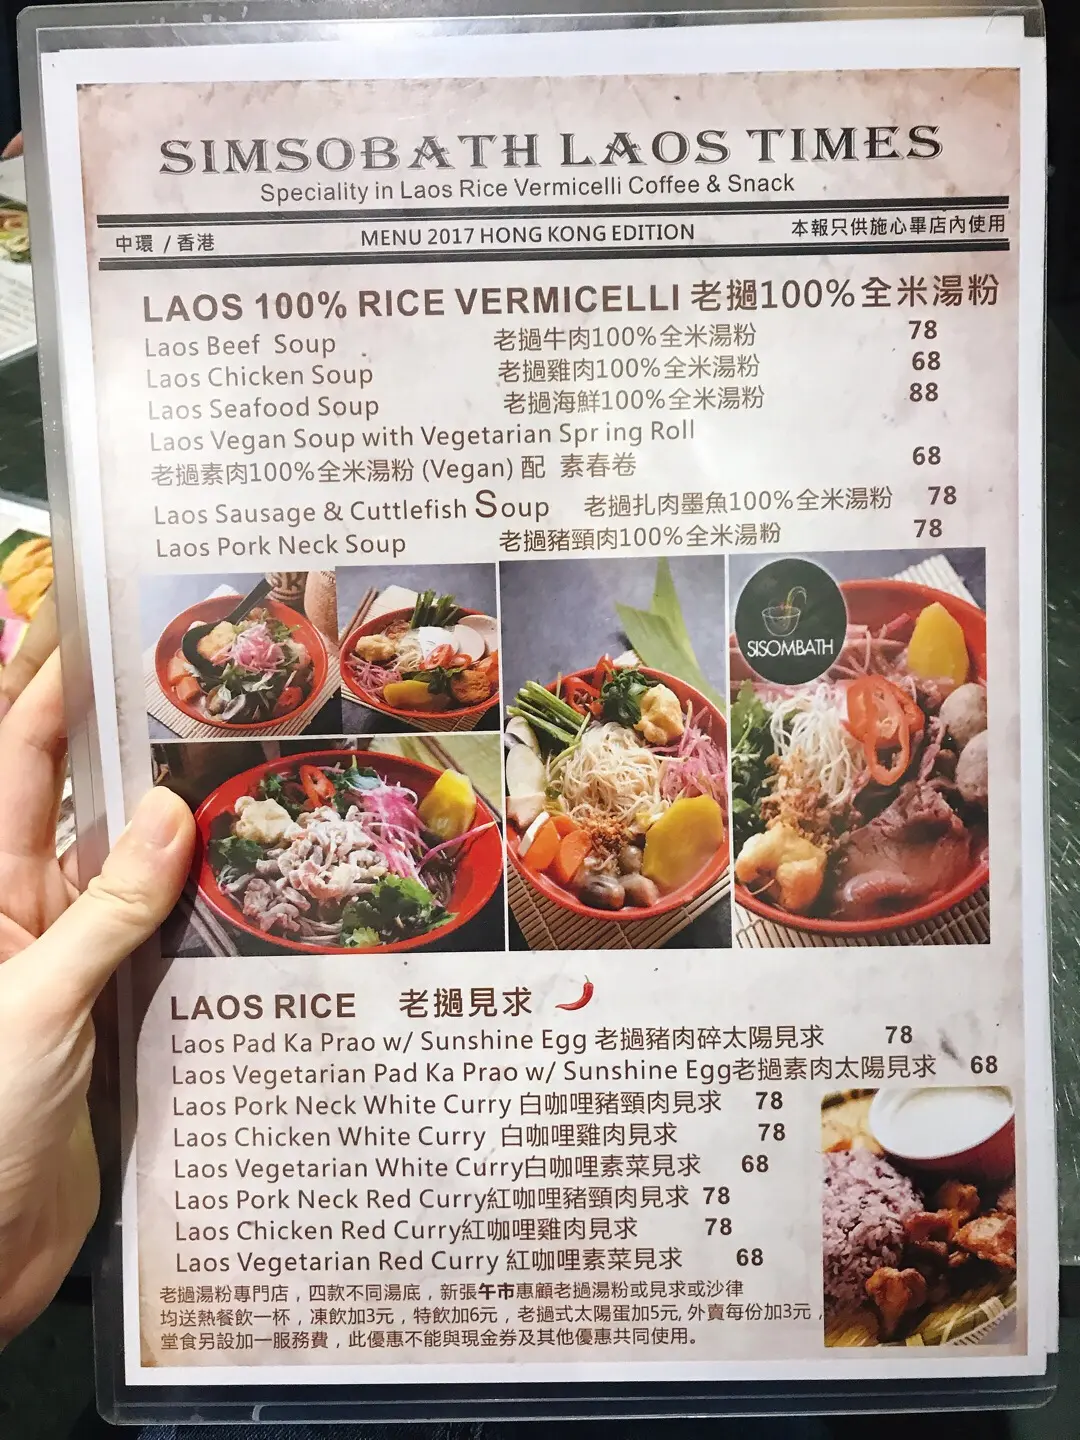 SIMSOBATH LAOS TIMES
Speciality in Laos Rice Vermicelli Coffee & Snack
中環 / 香港 MENU 2017 HONG KONG EDITION 本報只供施心畢店內使用
LAOS 100% RICE VERMICELLI 老撾100%全米湯粉
Laos Beef Soup 老撾牛肉100%全米湯粉 78
Laos Chicken Soup 老撾雞肉100%全米湯粉 68
Laos Seafood Soup 老撾海鮮100%全米湯粉 88
Laos Vegan Soup with Vegetarian Spring Roll
老撾素肉100%全米湯粉 (Vegan) 配 素春卷 68
Laos Sausage & Cuttlefish Soup 老撾扎肉墨魚100%全米湯粉 78
Laos Pork Neck Soup 老撾豬頸肉100%全米湯粉 78
SISOMBATH
LAOS RICE 老撾見求
Laos Pad Ka Prao w/ Sunshine Egg 老撾豬肉碎太陽見求 78
Laos Vegetarian Pad Ka Prao w/ Sunshine Egg老撾素肉太陽見求 68
Laos Pork Neck White Curry 白咖哩豬頸肉見求 78
Laos Chicken White Curry 白咖哩雞肉見求 78
Laos Vegetarian White Curry白咖哩素菜見求 68
Laos Pork Neck Red Curry紅咖哩豬頸肉見求 78
Laos Chicken Red Curry紅咖哩雞肉見求 78
Laos Vegetarian Red Curry 紅咖哩素菜見求 68
老撾湯粉專門店，四款不同湯底，新張午市惠顧老撾湯粉或見求或沙律
均送熱餐飲一杯，凍飲加3元，特飲加6元，老撾式太陽蛋加5元, 外賣每份加3元，
堂食另設加一服務費，此優惠不能與現金券及其他優惠共同使用。